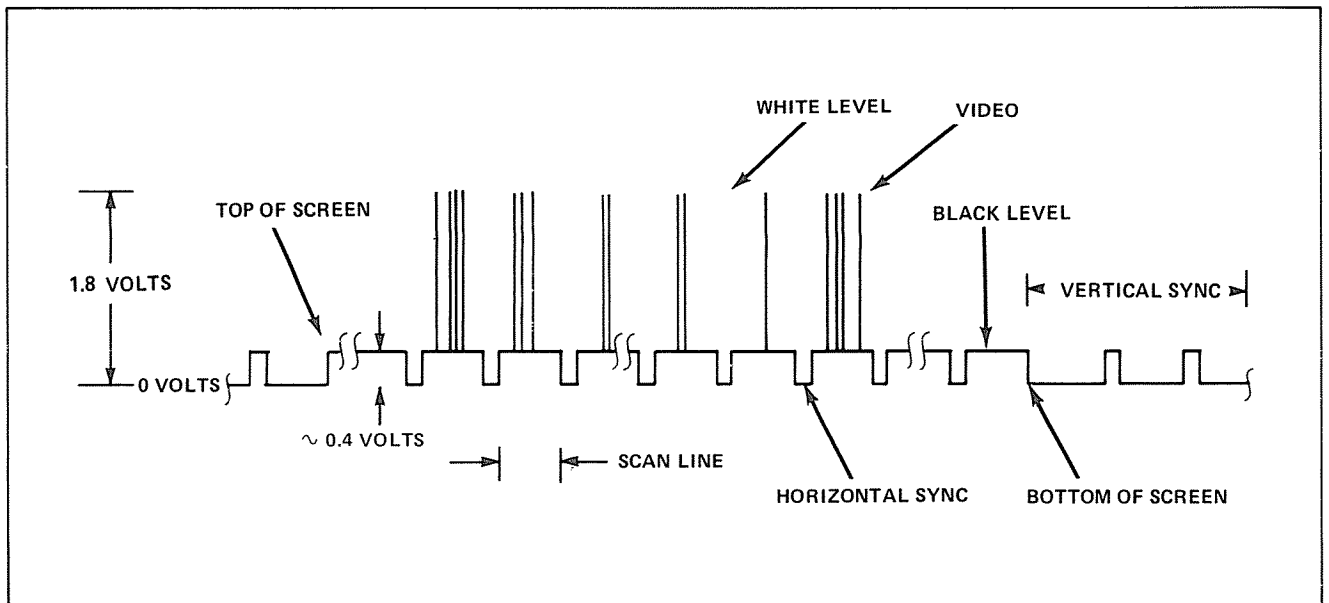 WHITE LEVEL
VIDEO
TOP OF SCREEN
BLACK LEVEL
1.8 VOLTS
VERTICAL SYNC
0 VOLTS
∿ 0.4 VOLTS
SCAN LINE
HORIZONTAL SYNC
BOTTOM OF SCREEN